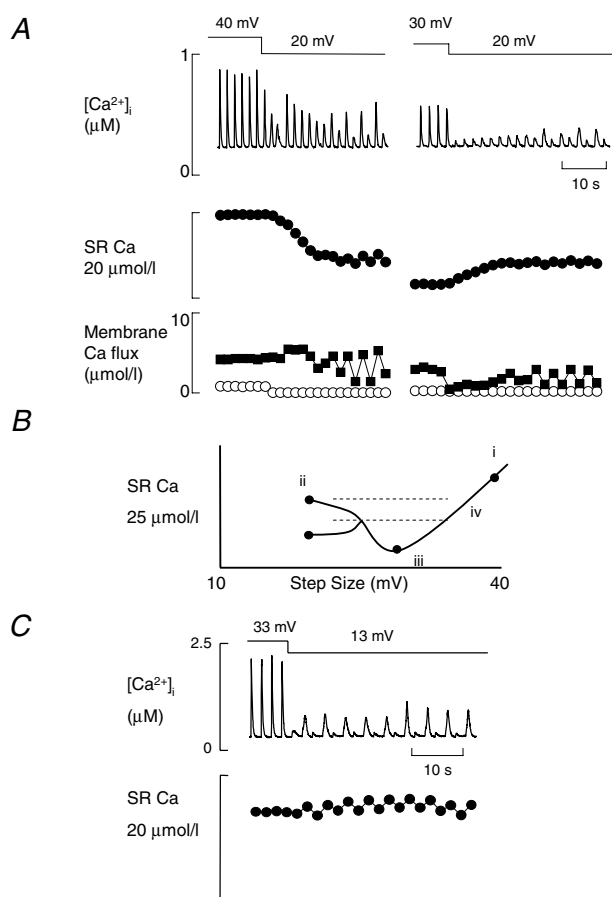 A
40 mV
20 mV
30 mV
20 mV
1
[Ca²⁺]ᵢ
(μM)
0
10 s
SR Ca
20 μmol/l
Membrane
Ca flux
(μmol/l)
10
0
B
SR Ca
25 μmol/l
i
ii
iv
iii
10
Step Size (mV)
40
C
33 mV
13 mV
2.5
[Ca²⁺]ᵢ
(μM)
0
10 s
SR Ca
20 μmol/l